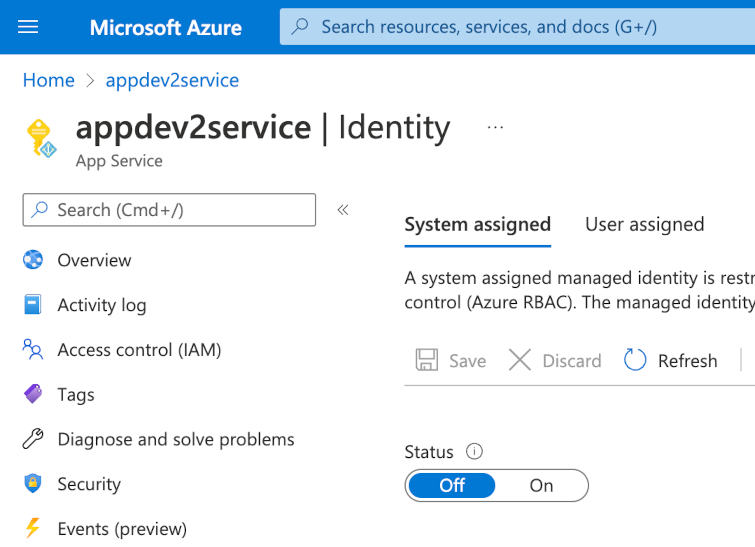 Microsoft Azure
Search resources, services, and docs (G+/)
Home > appdev2service
appdev2service | Identity ...
App Service
Search (Cmd+/) «
System assigned User assigned
Overview
A system assigned managed identity is restr
Activity log
control (Azure RBAC). The managed identity
Access control (IAM)
Save Discard Refresh
Tags
Diagnose and solve problems
Status
Security
Off On
Events (preview)